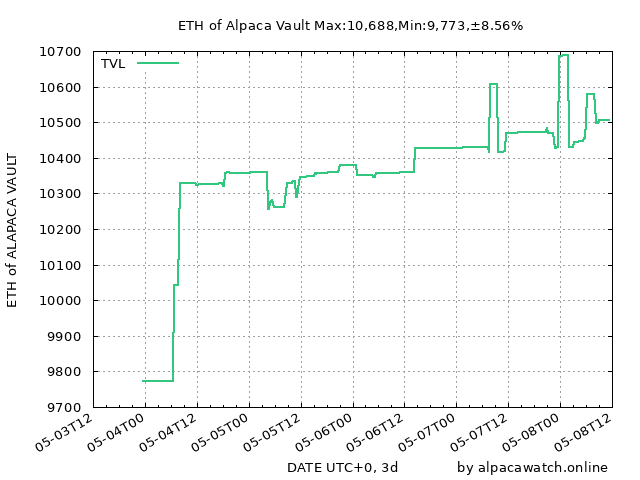 ETH of Alpaca Vault Max:10,688,Min:9,773,±8.56%
TVL
ETH of ALAPACA VAULT
10700
10600
10500
10400
10300
10200
10100
10000
9900
9800
9700
05-03T12
05-04T00
05-04T12
05-05T00
05-05T12
05-06T00
05-06T12
05-07T00
05-07T12
05-08T00
05-08T12
DATE UTC+0, 3d
by alpacawatch.online